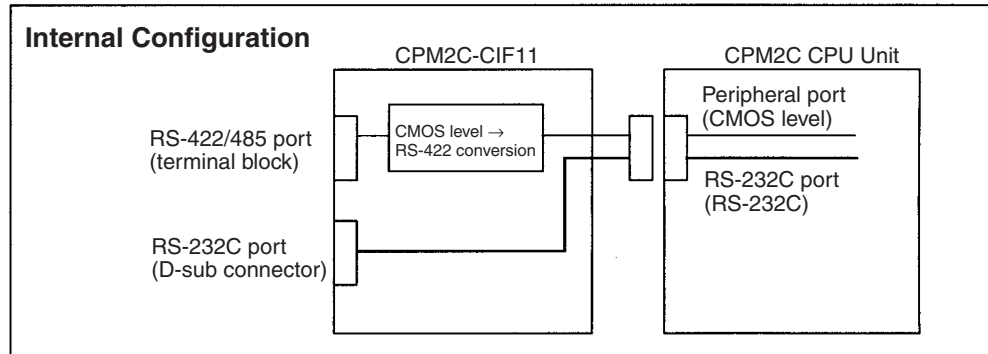 Internal Configuration
CPM2C-CIF11
CPM2C CPU Unit
RS-422/485 port
(terminal block)
CMOS level →
RS-422 conversion
Peripheral port
(CMOS level)
RS-232C port
(RS-232C)
RS-232C port
(D-sub connector)